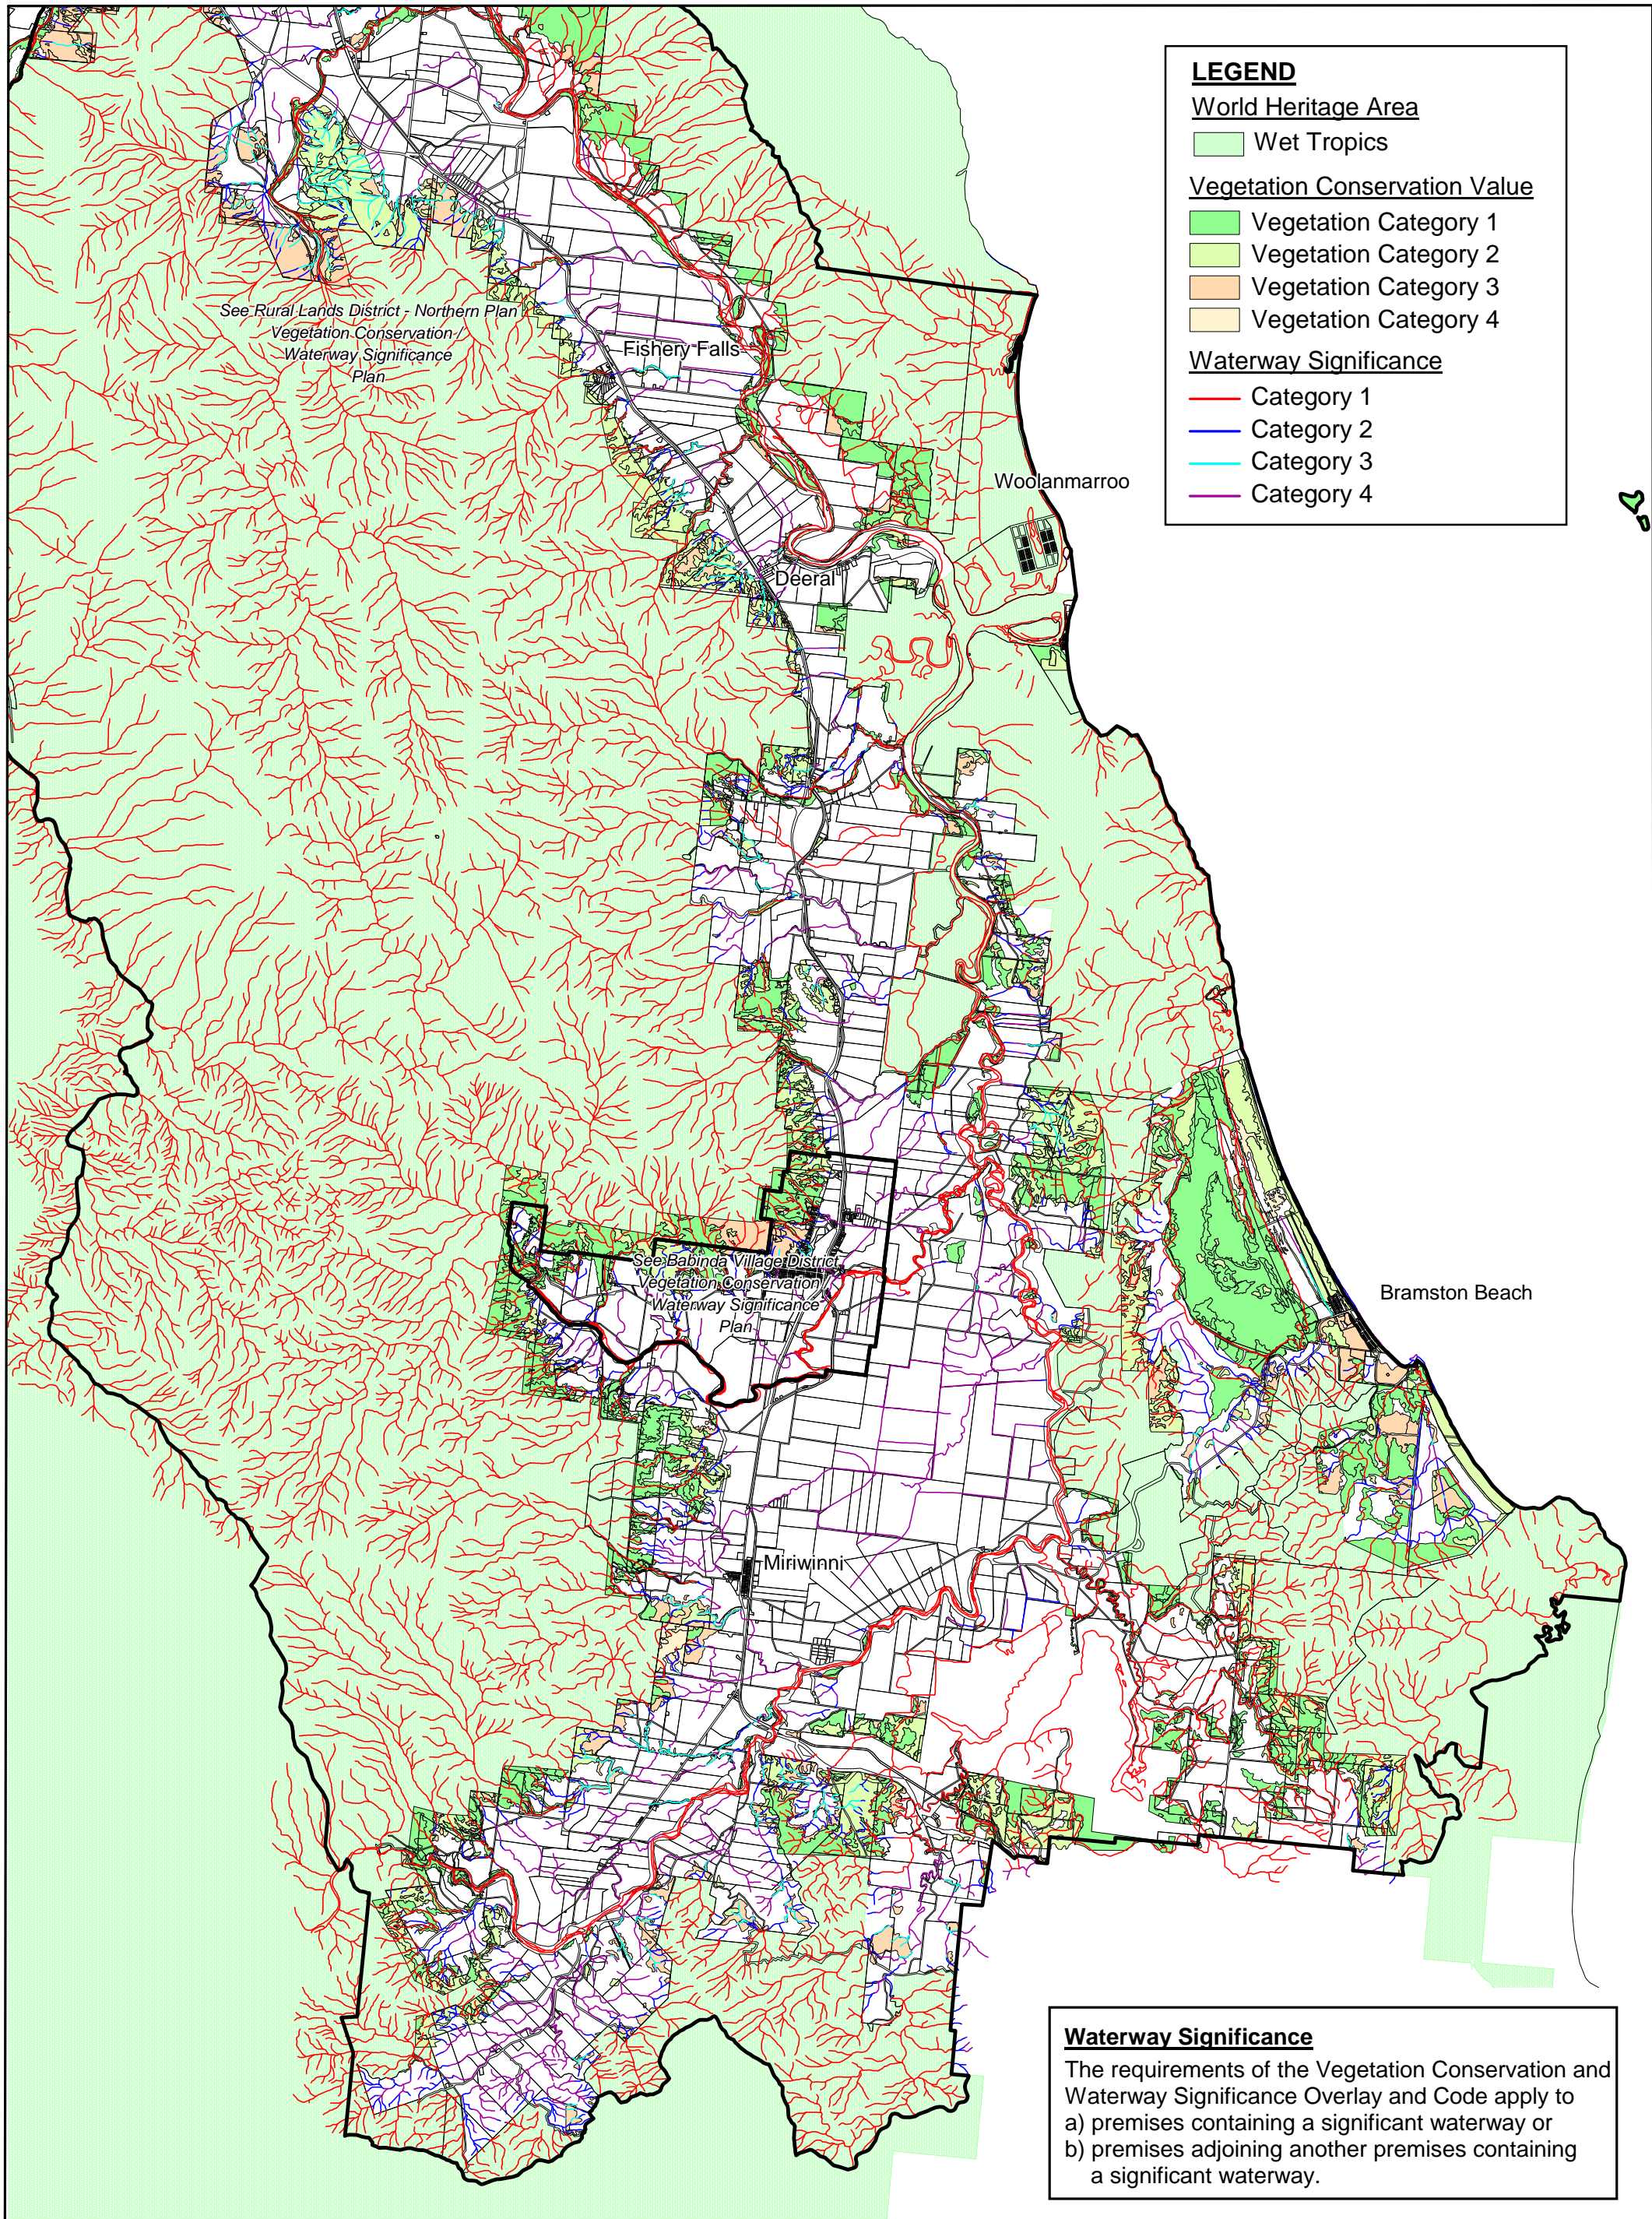 LEGEND
World Heritage Area
Wet Tropics
Vegetation Conservation Value
Vegetation Category 1
Vegetation Category 2
Vegetation Category 3
Vegetation Category 4
Waterway Significance
Category 1
Category 2
Category 3
Category 4
See Rural Lands District - Northern Plan
Vegetation Conservation /
Waterway Significance
Plan
Fishery Falls
Woolanmarroo
Deeral
See Babinda Village District
Vegetation Conservation/
Waterway Significance
Plan
Bramston Beach
Miriwinni
Waterway Significance
The requirements of the Vegetation Conservation and
Waterway Significance Overlay and Code apply to
a) premises containing a significant waterway or
b) premises adjoining another premises containing
a significant waterway.